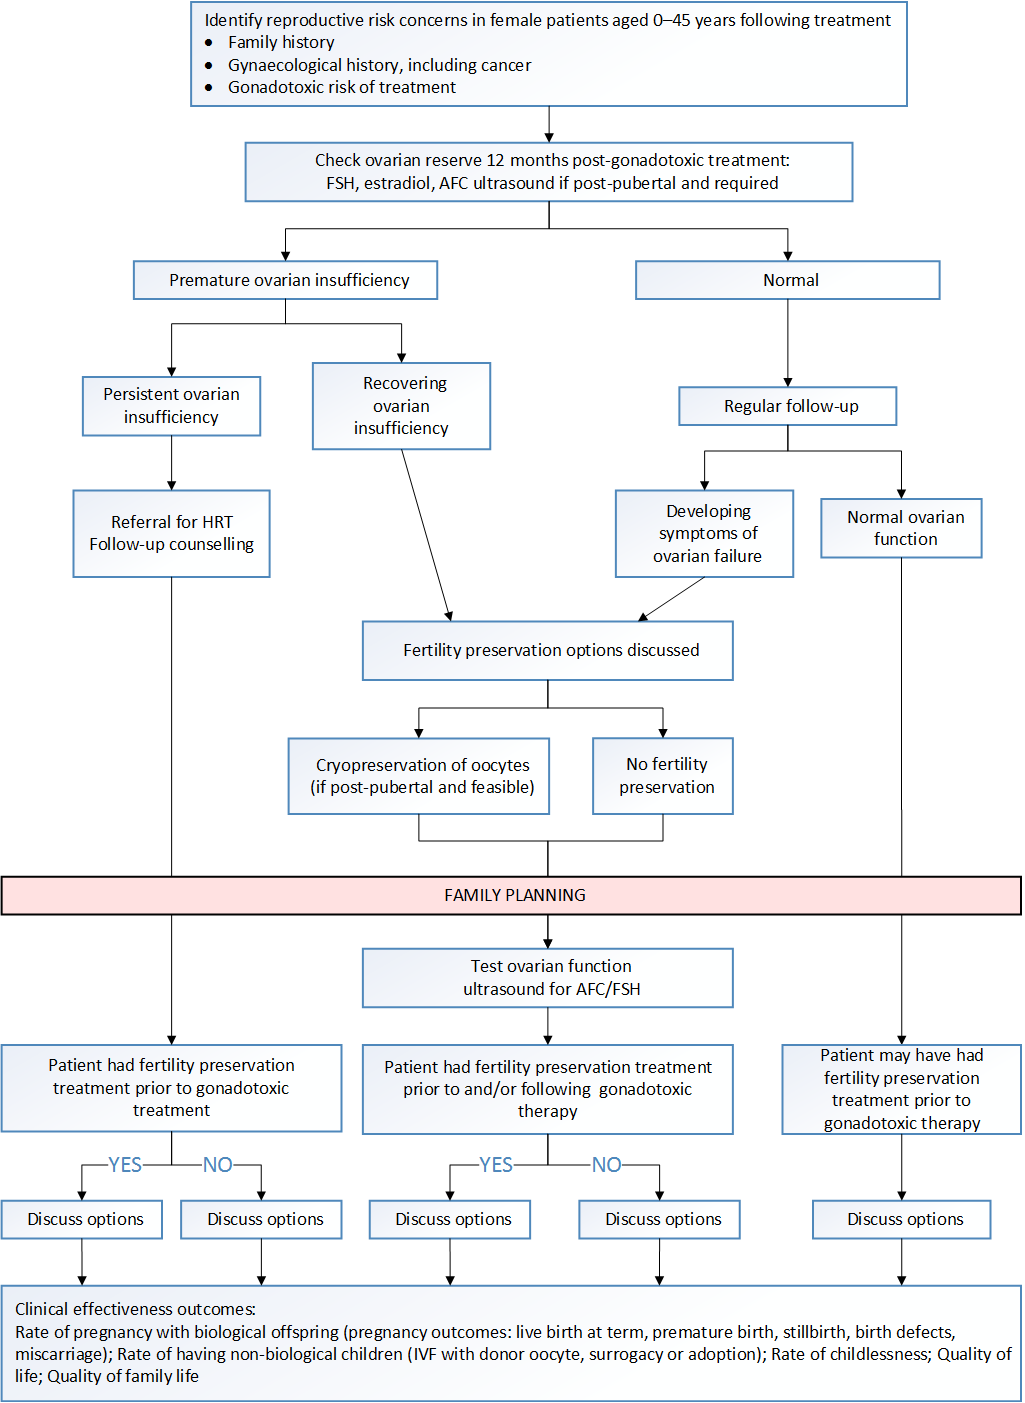 Identify reproductive risk concerns in female patients aged 0–45 years following treatment
• Family history
• Gynaecological history, including cancer
• Gonadotoxic risk of treatment
Check ovarian reserve 12 months post-gonadotoxic treatment:
FSH, estradiol, AFC ultrasound if post-pubertal and required
Premature ovarian insufficiency
Normal
Persistent ovarian
insufficiency
Recovering
ovarian
insufficiency
Regular follow-up
Referral for HRT
Follow-up counselling
Developing
symptoms of
ovarian failure
Normal ovarian
function
Fertility preservation options discussed
Cryopreservation of oocytes
(if post-pubertal and feasible)
No fertility
preservation
FAMILY PLANNING
Test ovarian function
ultrasound for AFC/FSH
Patient had fertility preservation
treatment prior to gonadotoxic
treatment
Patient had fertility preservation treatment
prior to and/or following gonadotoxic
therapy
Patient may have had
fertility preservation
treatment prior to
gonadotoxic therapy
YES
NO
YES
NO
Discuss options
Discuss options
Discuss options
Discuss options
Discuss options
Clinical effectiveness outcomes:
Rate of pregnancy with biological offspring (pregnancy outcomes: live birth at term, premature birth, stillbirth, birth defects,
miscarriage); Rate of having non-biological children (IVF with donor oocyte, surrogacy or adoption); Rate of childlessness; Quality of
life; Quality of family life